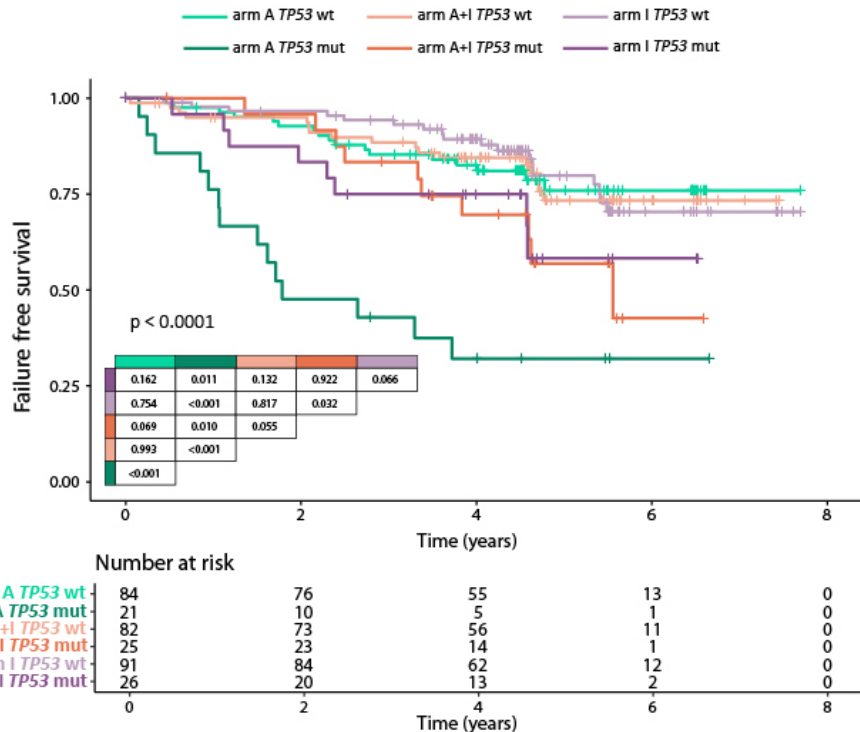 arm A TP53 wt arm A+I TP53 wt arm I TP53 wt
arm A TP53 mut arm A+I TP53 mut arm I TP53 mut
1.00
0.75
0.50
0.25
0.00
Failure free survival
p < 0.0001
0.162 0.011 0.132 0.922 0.066
0.754 <0.001 0.817 0.032
0.069 0.010 0.055
0.993 <0.001
<0.001
0 2 4 6 8
Time (years)
Number at risk
A TP53 wt 84 76 55 13 0
A TP53 mut 21 10 5 1 0
+I TP53 wt 82 73 56 11 0
I TP53 mut 25 23 14 1 0
m I TP53 wt 91 84 62 12 0
I TP53 mut 26 20 13 2 0
0 2 4 6 8
Time (years)